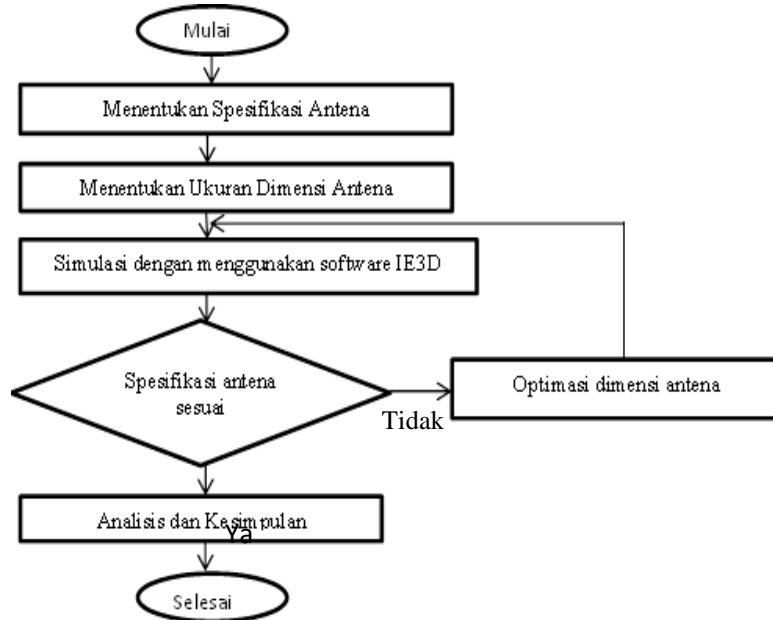 Mulai
Menentukan Spesifikasi Antena
Menentukan Ukuran Dimensi Antena
Simulasi dengan menggunakan software IE3D
Spesifikasi antena
sesuai
Optimasi dimensi antena
Tidak
Analisis dan Kesimpulan
Ya
Selesai